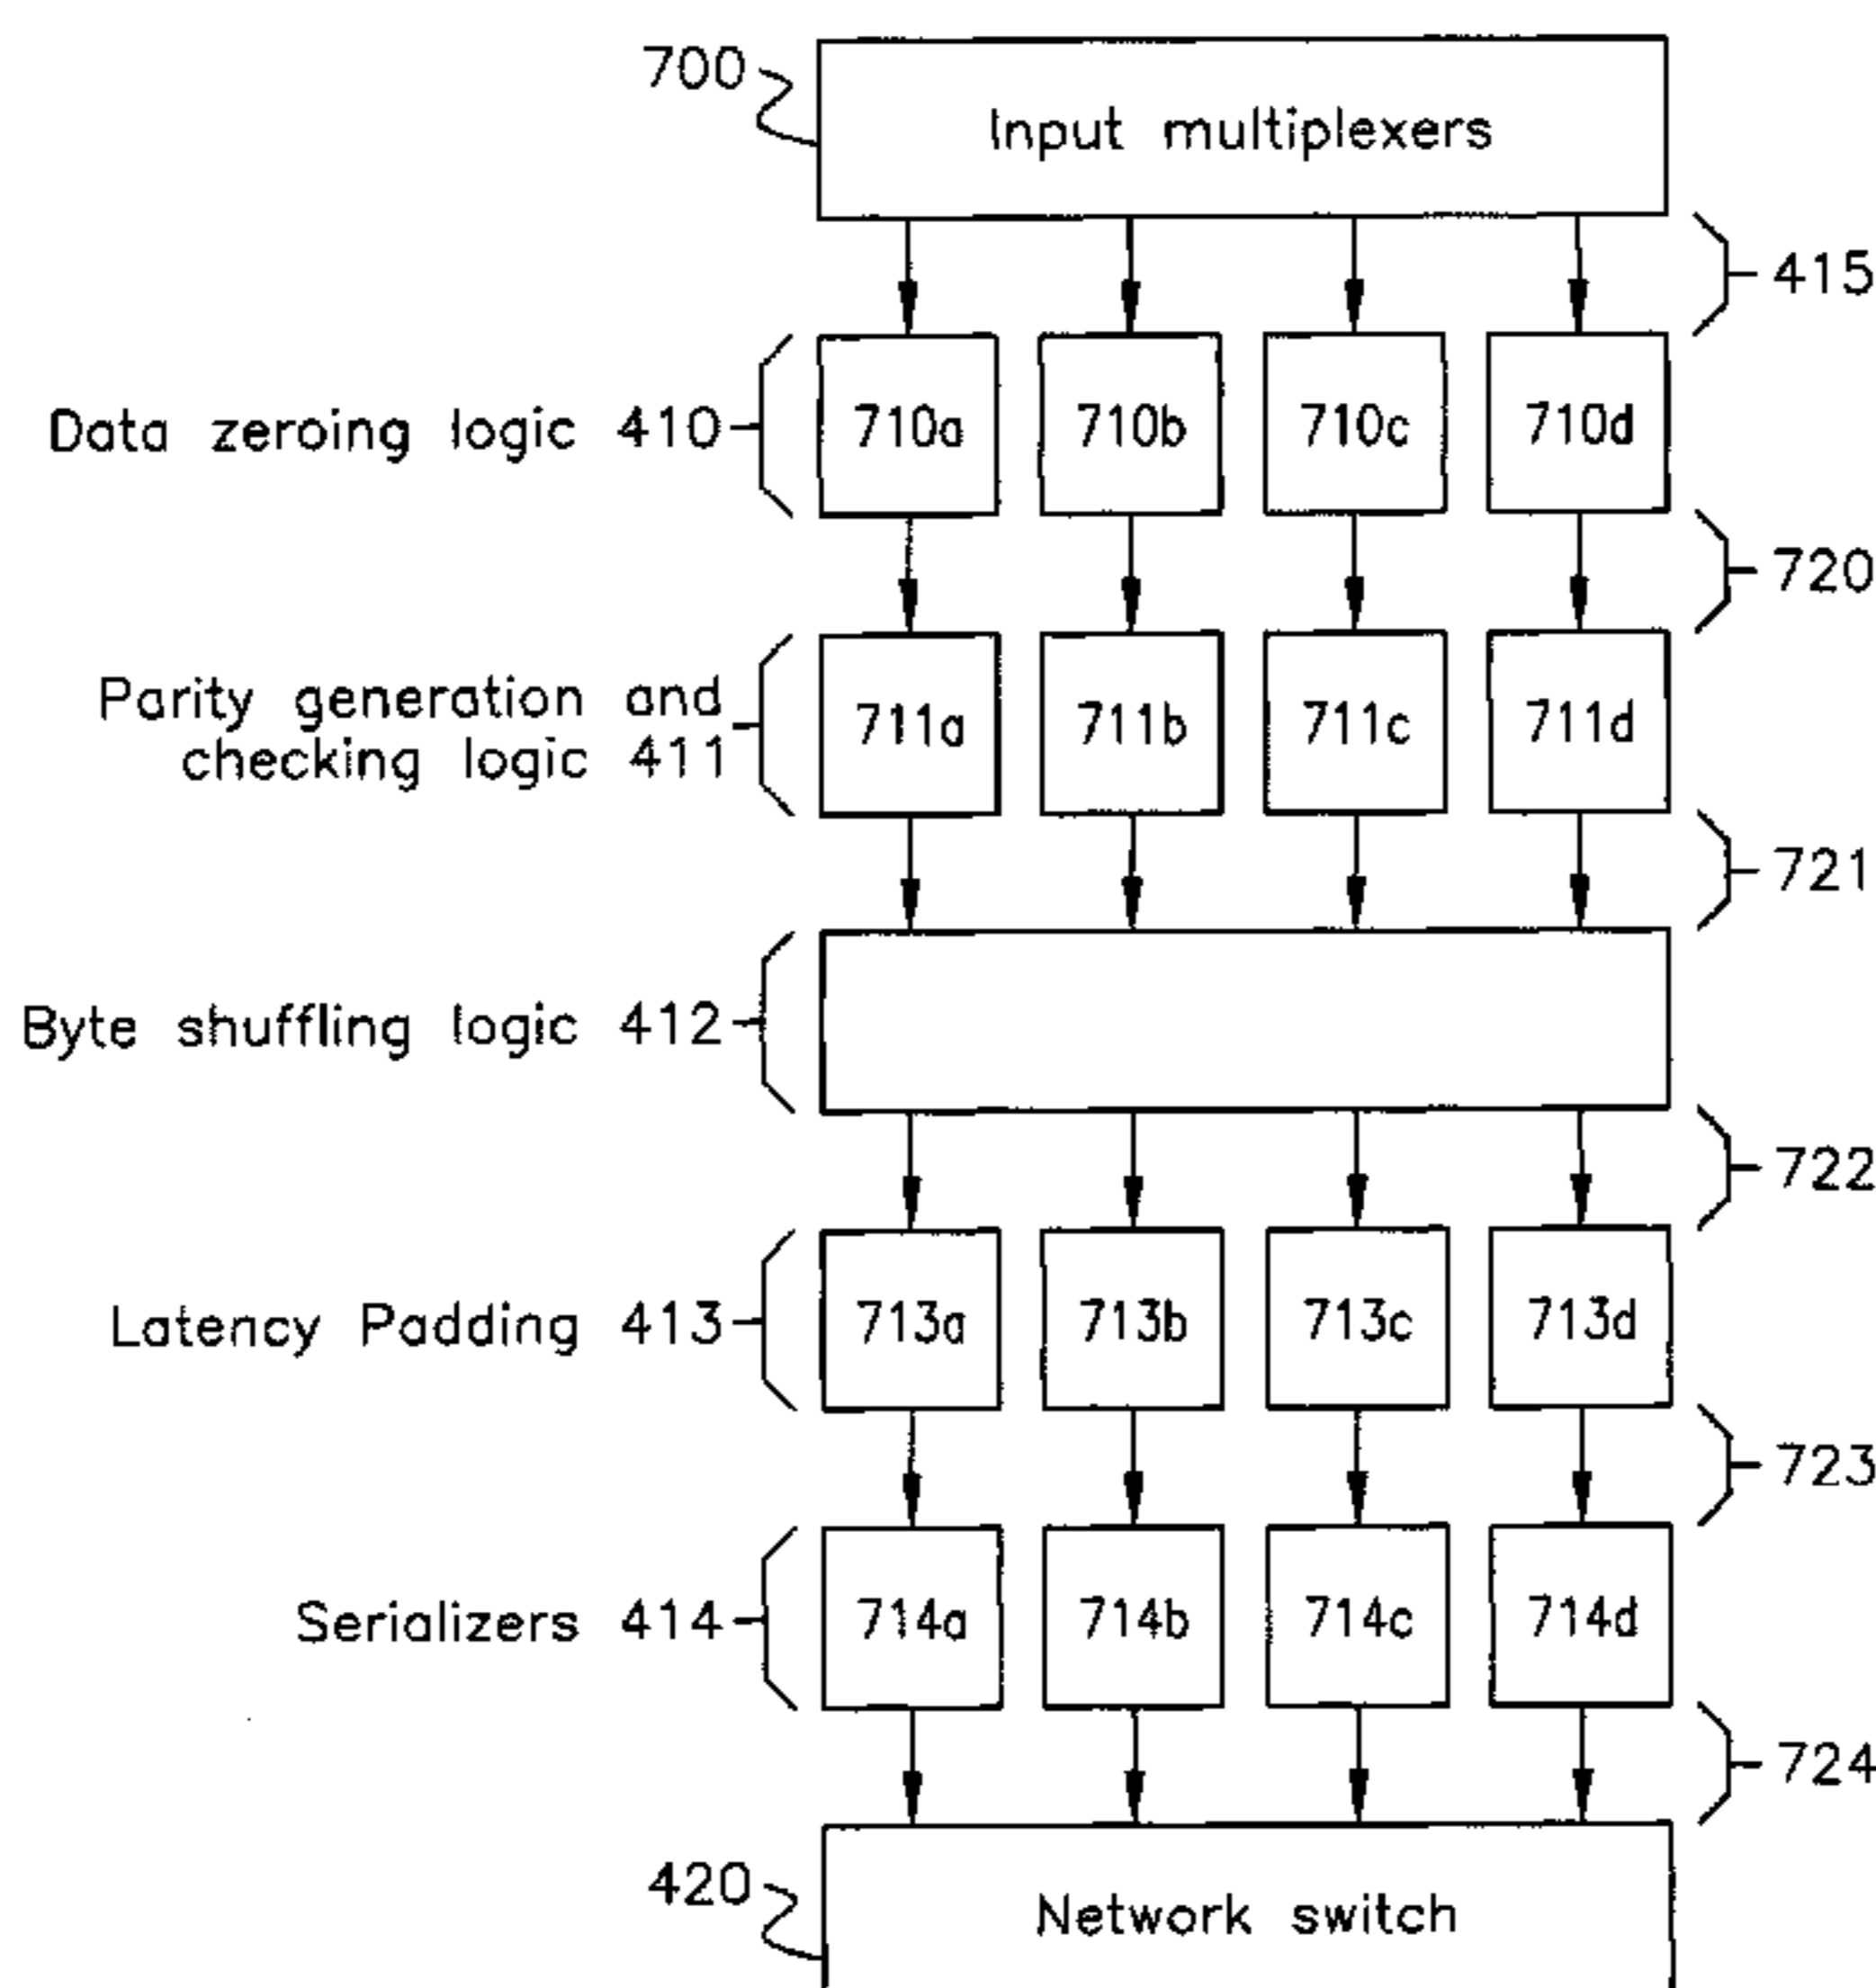 700
Input multiplexers
415
Data zeroing logic 410
710a 710b 710c 710d
720
Parity generation and
checking logic 411
711a 711b 711c 711d
721
Byte shuffling logic 412
722
Latency Padding 413
713a 713b 713c 713d
723
Serializers 414
714a 714b 714c 714d
724
420
Network switch